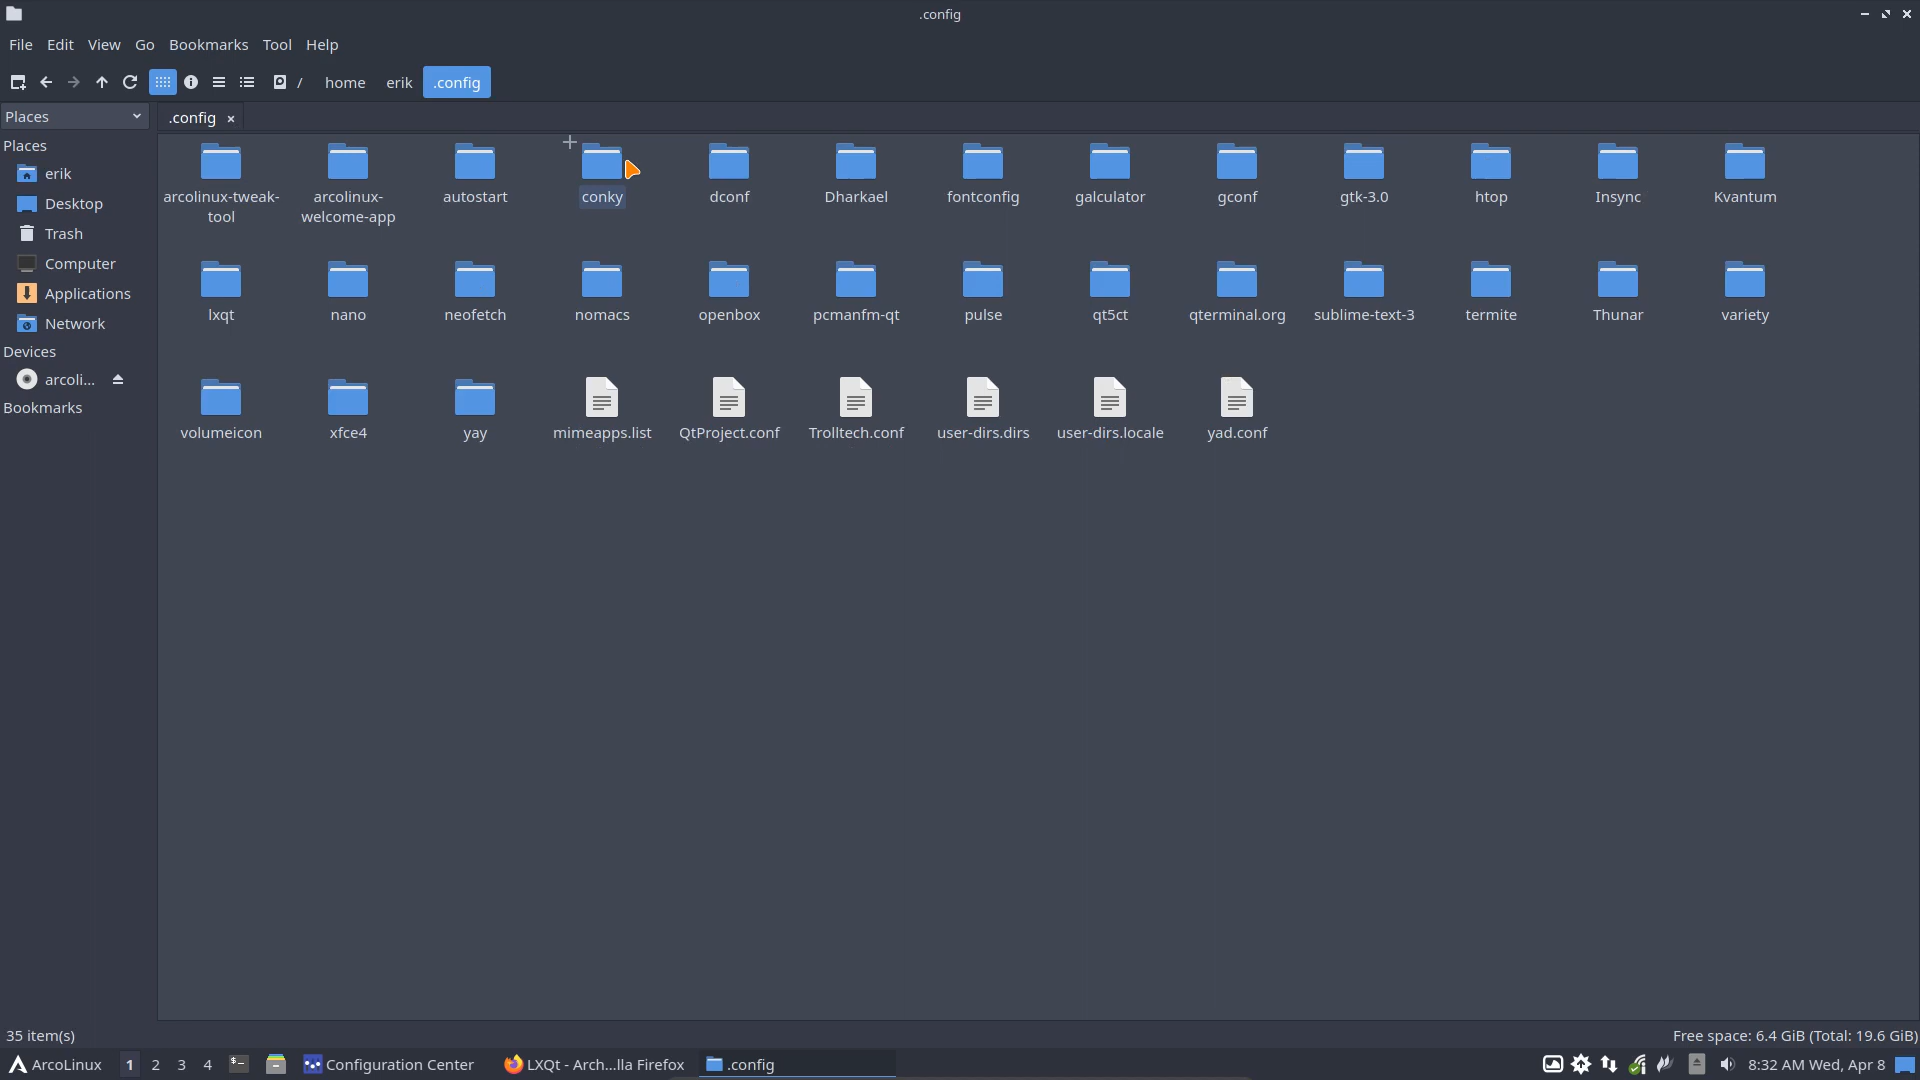 .config
File Edit View Go Bookmarks Tool Help
/ home erik .config
Places
.config ×
Places
erik
Desktop
Trash
Computer
Applications
Network
Devices
arcoli...
Bookmarks
arcolinux-tweak-tool arcolinux-welcome-app autostart conky dconf Dharkael fontconfig galculator gconf gtk-3.0 htop Insync Kvantum
lxqt nano neofetch nomacs openbox pcmanfm-qt pulse qt5ct qterminal.org sublime-text-3 termite Thunar variety
volumeicon xfce4 yay mimeapps.list QtProject.conf Trolltech.conf user-dirs.dirs user-dirs.locale yad.conf
35 item(s) Free space: 6.4 GiB (Total: 19.6 GiB)
ArcoLinux 1 2 3 4 Configuration Center LXQt - Arch...lla Firefox .config 8:32 AM Wed, Apr 8